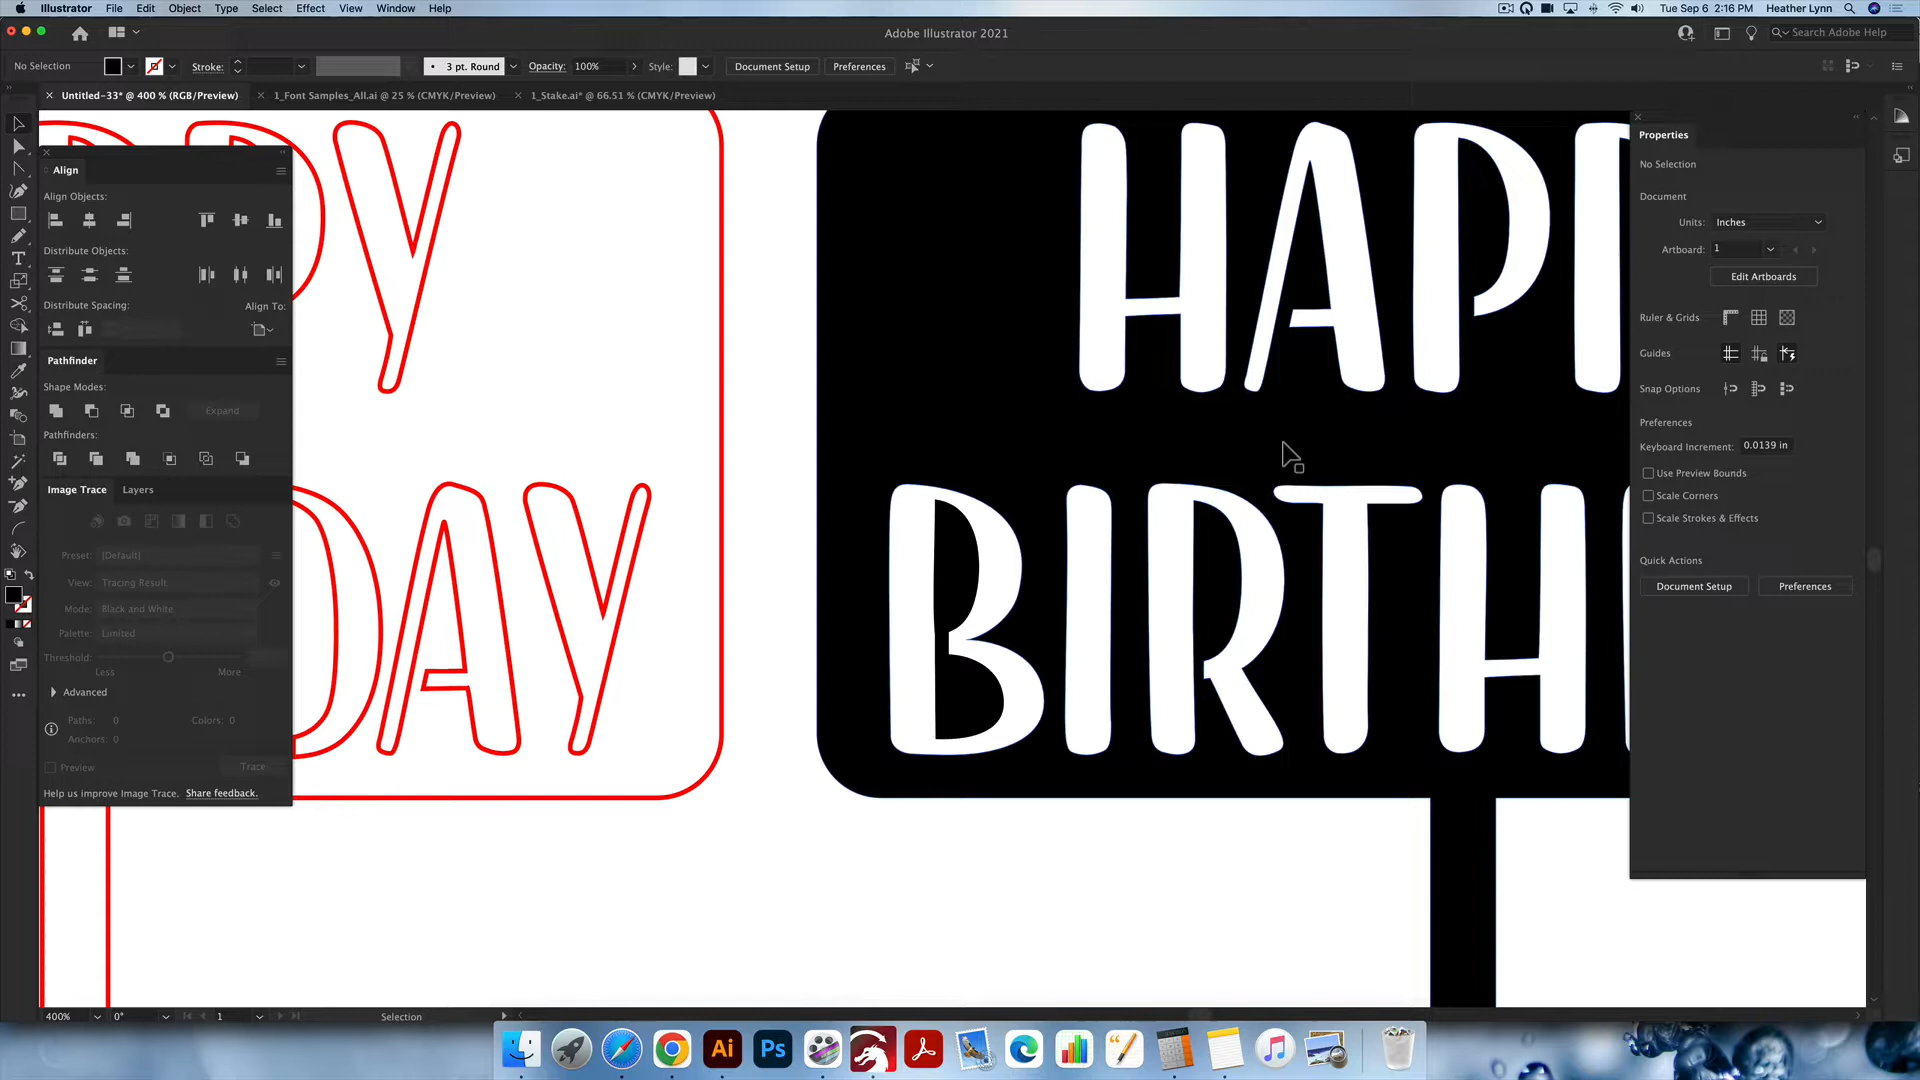 Illustrator File Edit Object Type Select Effect View Window Help
Tue Sep 6 2:16 PM Heather Lynn
Adobe Illustrator 2021
Search Adobe Help
No Selection
Stroke:
3 pt. Round
Opacity: 100%
Style:
Document Setup
Preferences
Untitled-33* @ 400 % (RGB/Preview)
1_Font Samples_All.ai @ 25 % (CMYK/Preview)
1_Stake.ai* @ 66.51 % (CMYK/Preview)
Align
Align Objects:
Distribute Objects:
Distribute Spacing:
Align To:
Pathfinder
Shape Modes:
Expand
Pathfinders:
Image Trace
Layers
Preset: [Default]
View: Tracing Result
Mode: Black and White
Palette: Limited
Threshold:
Less More
Advanced
Paths: 0 Colors: 0
Anchors: 0
Preview
Trace
Help us improve Image Trace. Share feedback.
PY
DAY
HAPP
BIRTH
Properties
No Selection
Document
Units: Inches
Artboard: 1
Edit Artboards
Ruler & Grids
Guides
Snap Options
Preferences
Keyboard Increment: 0.0139 in
Use Preview Bounds
Scale Corners
Scale Strokes & Effects
Quick Actions
Document Setup
Preferences
400% 0° 1 Selection
Ai
Ps